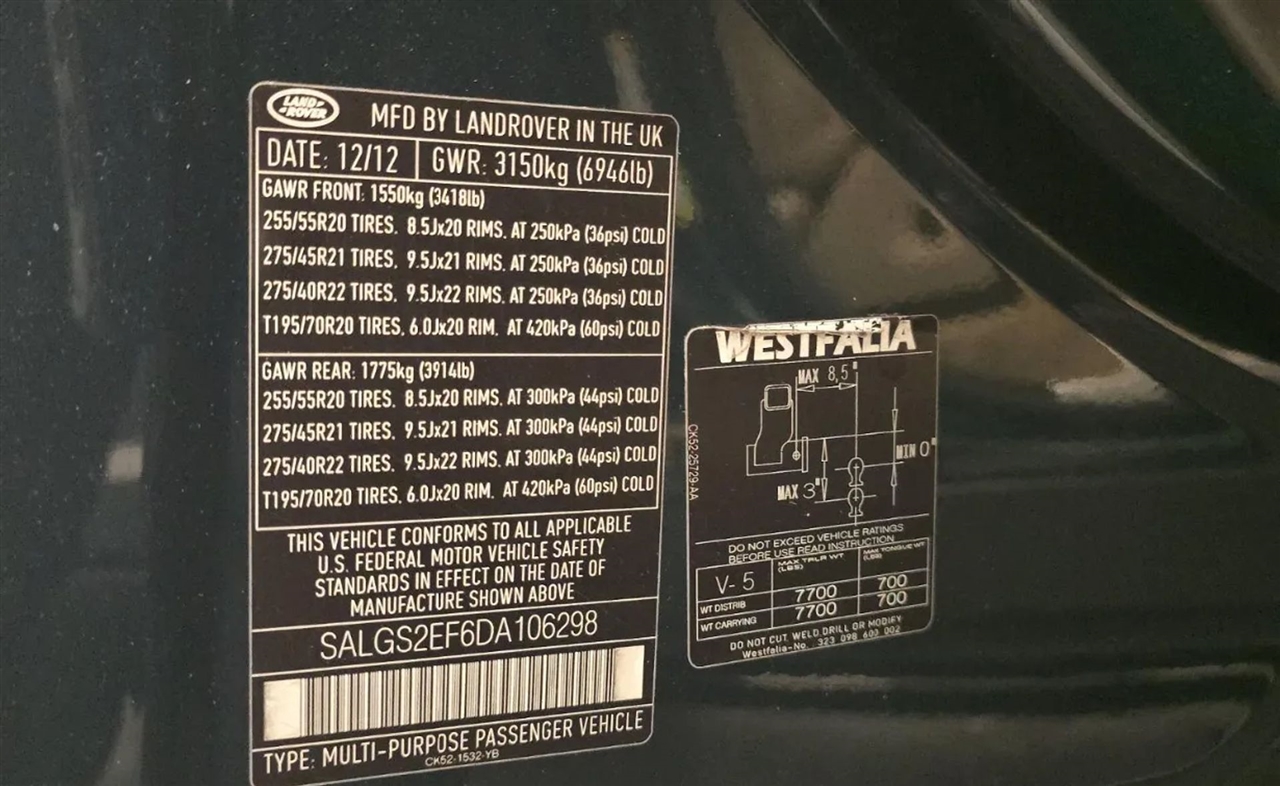 LAND ROVER
MFD BY LANDROVER IN THE UK
DATE: 12/12 GWR: 3150kg (6946lb)
GAWR FRONT: 1550kg (3418lb)
255/55R20 TIRES. 8.5Jx20 RIMS. AT 250kPa (36psi) COLD
275/45R21 TIRES. 9.5Jx21 RIMS. AT 250kPa (36psi) COLD
275/40R22 TIRES. 9.5Jx22 RIMS. AT 250kPa (36psi) COLD
T195/70R20 TIRES. 6.0Jx20 RIM. AT 420kPa (60psi) COLD
GAWR REAR: 1775kg (3914lb)
255/55R20 TIRES. 8.5Jx20 RIMS. AT 300kPa (44psi) COLD
275/45R21 TIRES. 9.5Jx21 RIMS. AT 300kPa (44psi) COLD
275/40R22 TIRES. 9.5Jx22 RIMS. AT 300kPa (44psi) COLD
T195/70R20 TIRES. 6.0Jx20 RIM. AT 420kPa (60psi) COLD
THIS VEHICLE CONFORMS TO ALL APPLICABLE
U.S. FEDERAL MOTOR VEHICLE SAFETY
STANDARDS IN EFFECT ON THE DATE OF
MANUFACTURE SHOWN ABOVE
SALGS2EF6DA106298
TYPE: MULTI-PURPOSE PASSENGER VEHICLE
CK52-1532-YB
WESTFALIA
MAX 8,5"
MIN 0"
MAX 3"
CK52-25729-AA
DO NOT EXCEED VEHICLE RATINGS
BEFORE USE READ INSTRUCTION
V-5 MAX TRLR WT (LBS) MAX TONGUE WT (LBS)
WT DISTRIB 7700 700
WT CARRYING 7700 700
DO NOT CUT, WELD, DRILL OR MODIFY
Westfalia-No. 323 098 600 002